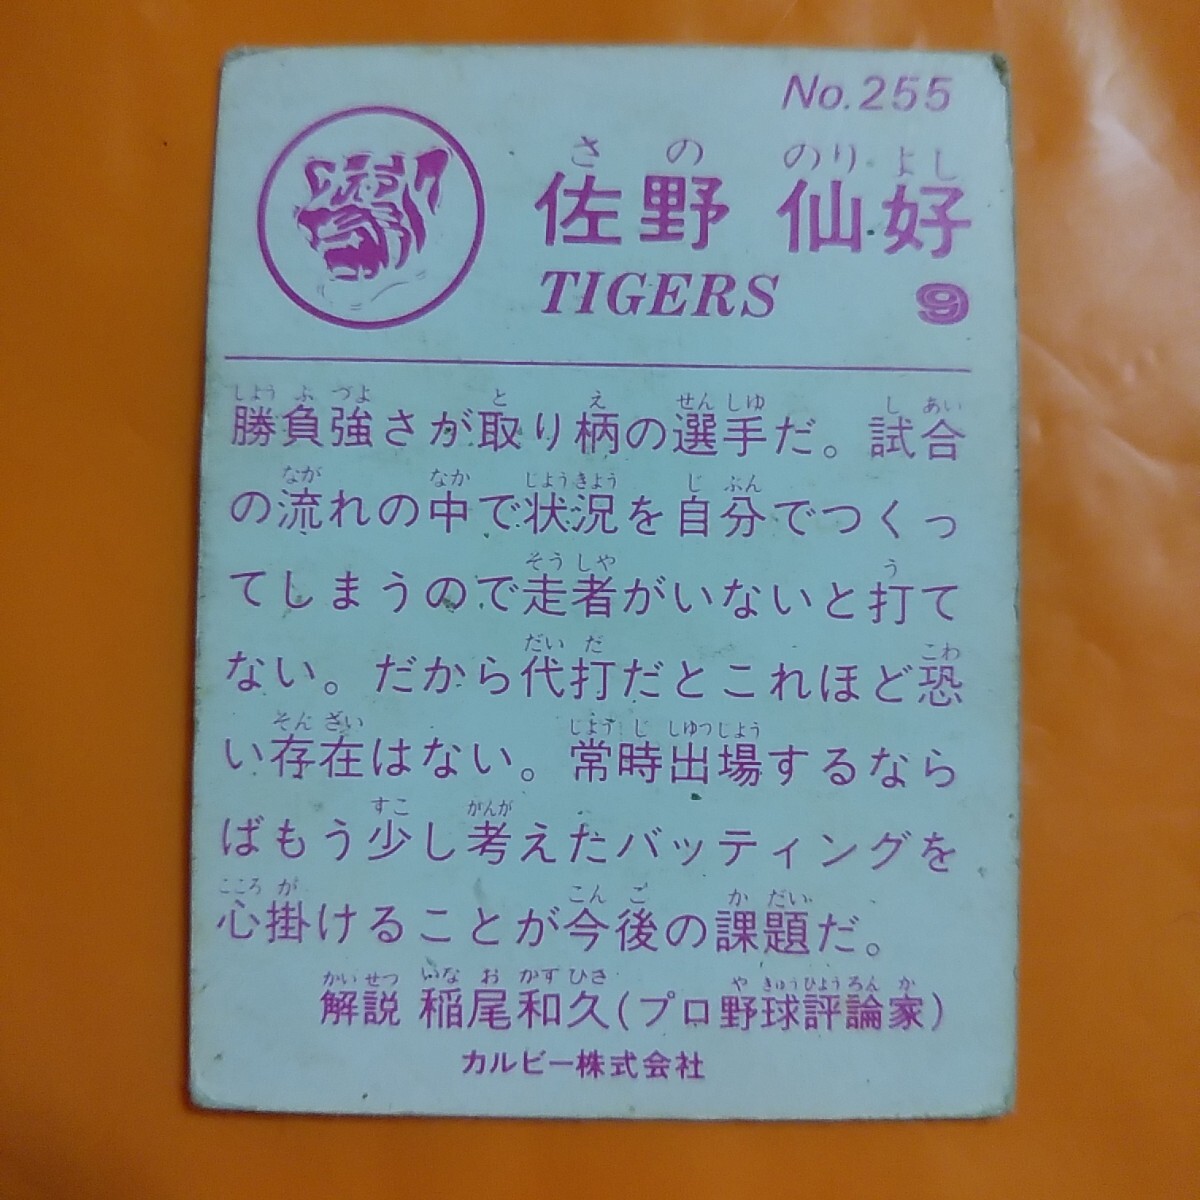 No.255
さの のりよし
佐野 仙好
TIGERS 9
しょう ふ づよ と え せん しゆ し あい
勝負強さが取り柄の選手だ。試合
なが なか じようきよう じ ぶん
の流れの中で状況を自分でつくっ
そう しや う
てしまうので走者がいないと打て
だい だ こわ
ない。だから代打だとこれほど恐
そん ざい じよう じ しゆつじよう
い存在はない。常時出場するなら
すこ がんが
ばもう少し考えたバッティングを
こころ が こん ご か だい
心掛けることが今後の課題だ。
かい せつ いな お かず ひさ や きゆうひようろん か
解説 稲尾和久(プロ野球評論家)
カルビー株式会社